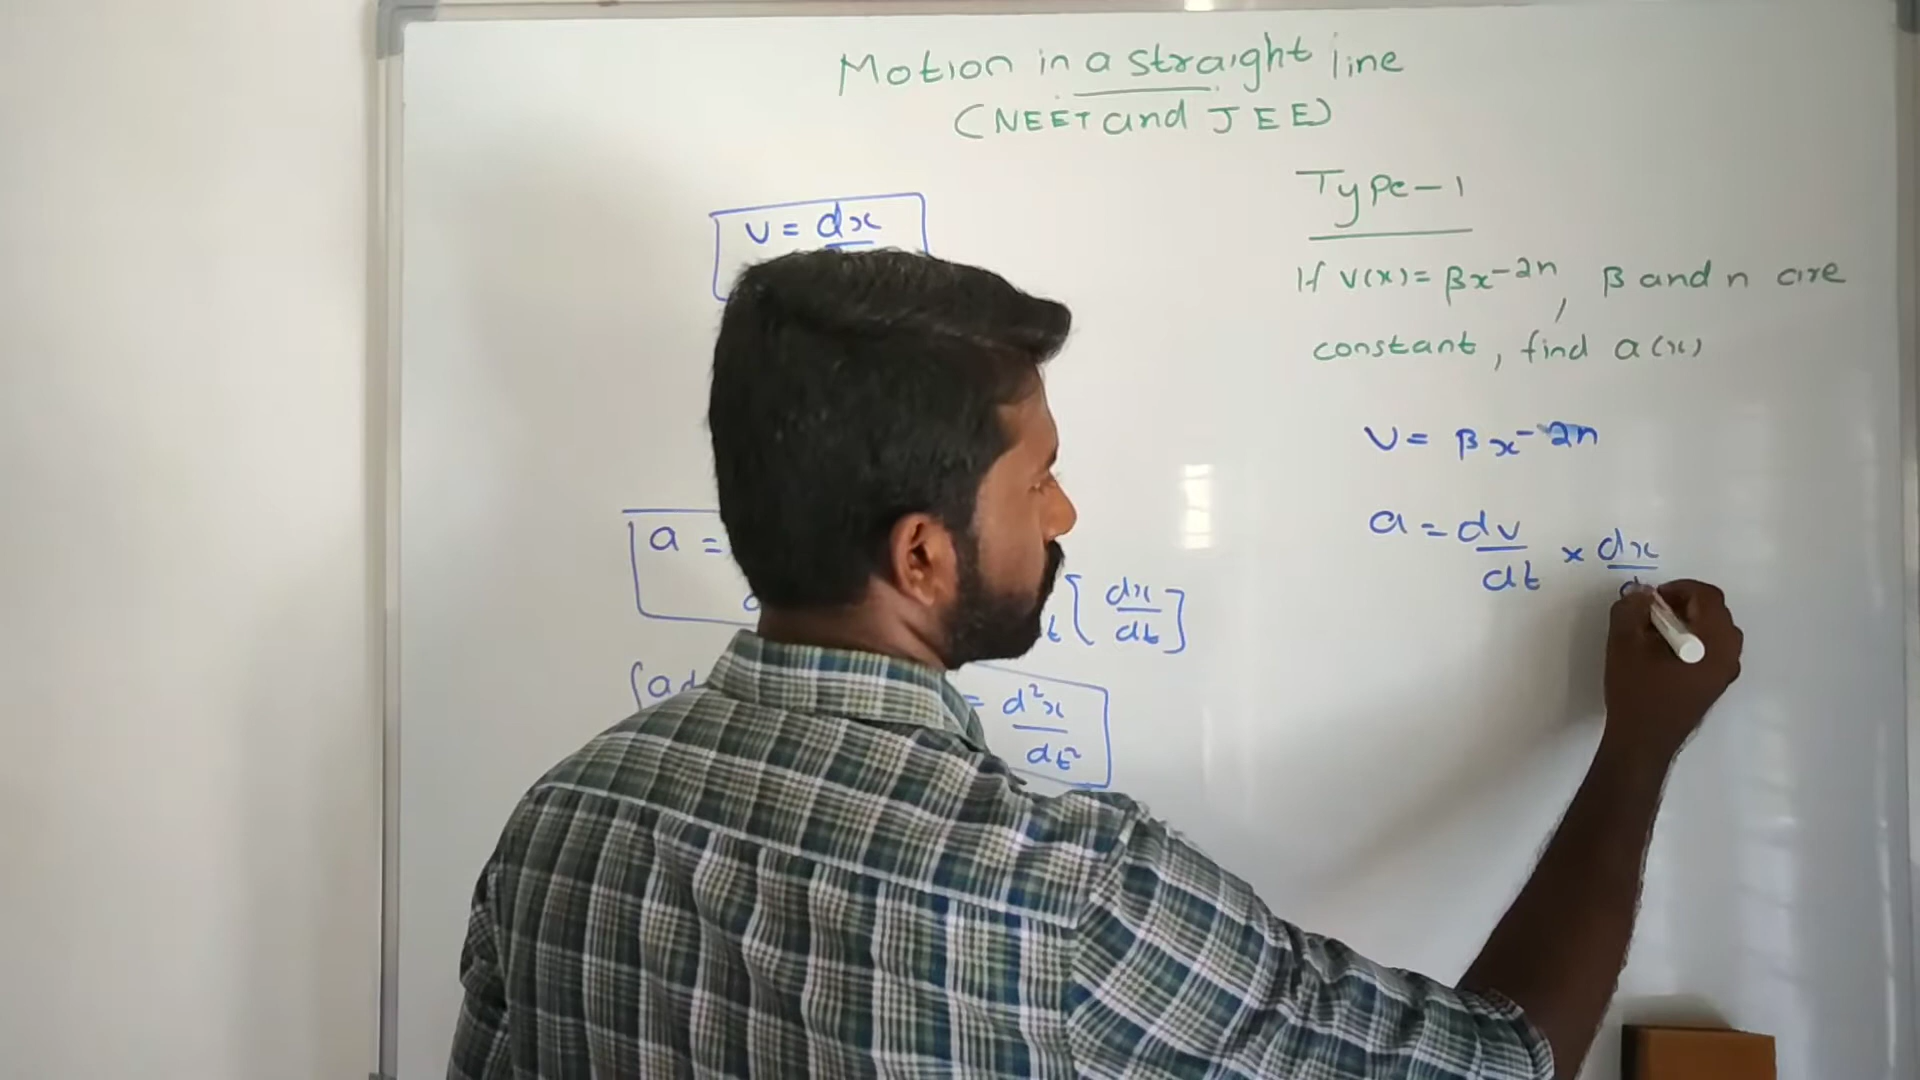 Motion in a straight line
(NEET and JEE)
Type-1
If v(x) = βx-2n, β and n are
constant, find a(x)
v = dx
v = βx-2n
a = dv/dt × dx/d
a =
[dx/dt]
∫ad
= d²x/dt²